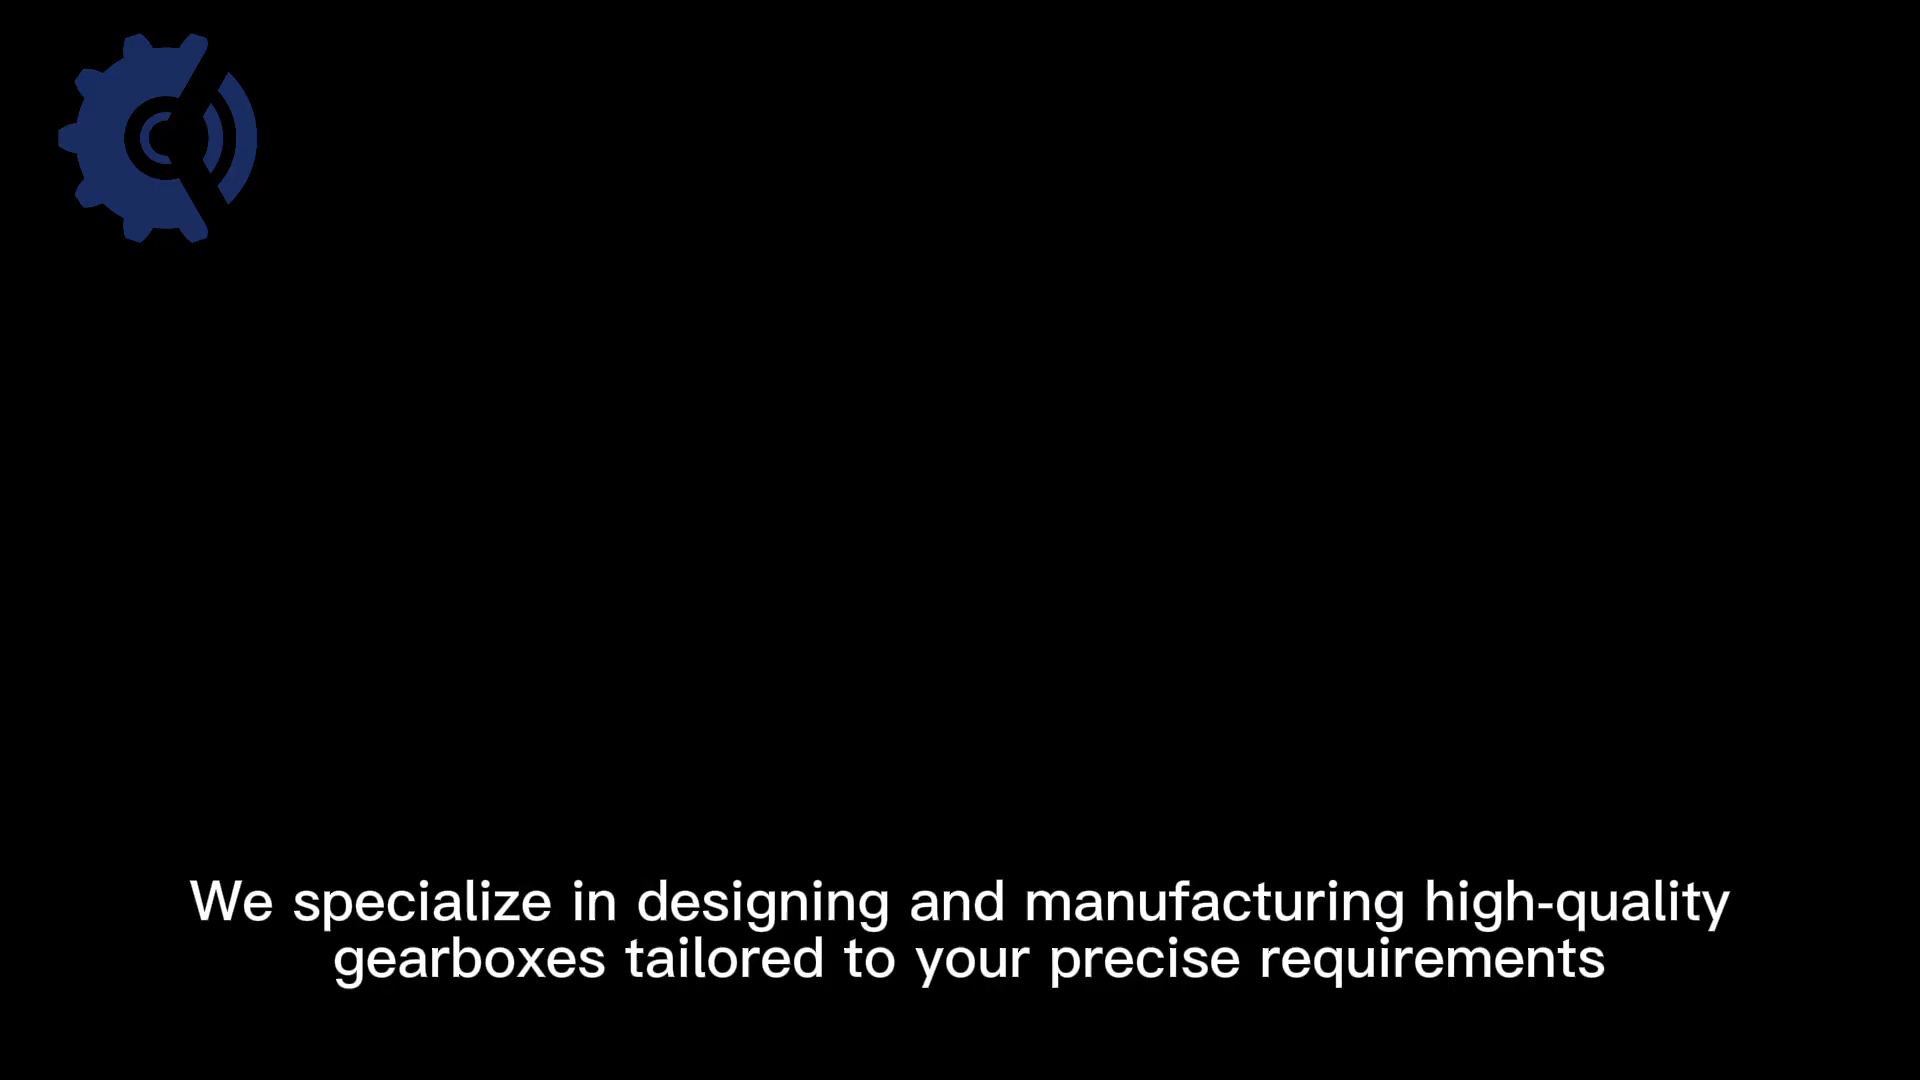 We specialize in designing and manufacturing high-quality
gearboxes tailored to your precise requirements